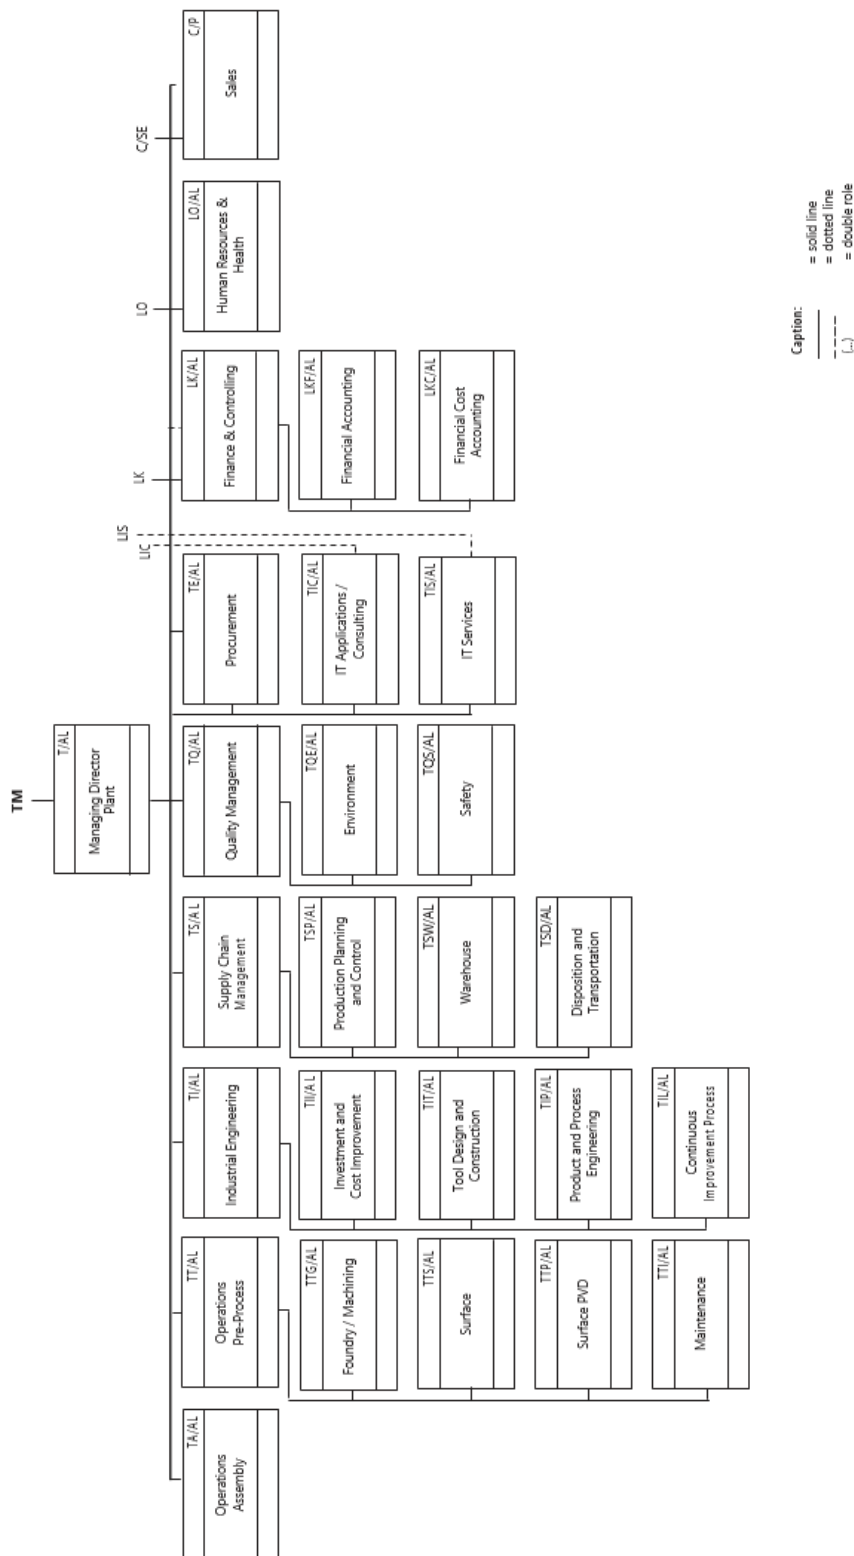 TM
T/AL
Managing Director
Plant
LIC
LIS
LK
LO
C/SE
TA/AL
Operations
Assembly
TT/AL
Operations
Pre-Process
TI/AL
Industrial Engineering
TS/AL
Supply Chain
Management
TQ/AL
Quality Management
TE/AL
Procurement
LK/AL
Finance & Controlling
LO/AL
Human Resources &
Health
C/P
Sales
TTG/AL
Foundry / Machining
TII/AL
Investment and
Cost Improvement
TSP/AL
Production Planning
and Control
TQE/AL
Environment
TIC/AL
IT Applications /
Consulting
LKF/AL
Financial Accounting
TTS/AL
Surface
TIT/AL
Tool Design and
Construction
TSW/AL
Warehouse
TQS/AL
Safety
TIS/AL
IT Services
LKC/AL
Financial Cost
Accounting
TTP/AL
Surface PVD
TIP/AL
Product and Process
Engineering
TSD/AL
Disposition and
Transportation
TTI/AL
Maintenance
TIL/AL
Continuous
Improvement Process
Caption:
= solid line
= dotted line
(...) = double role